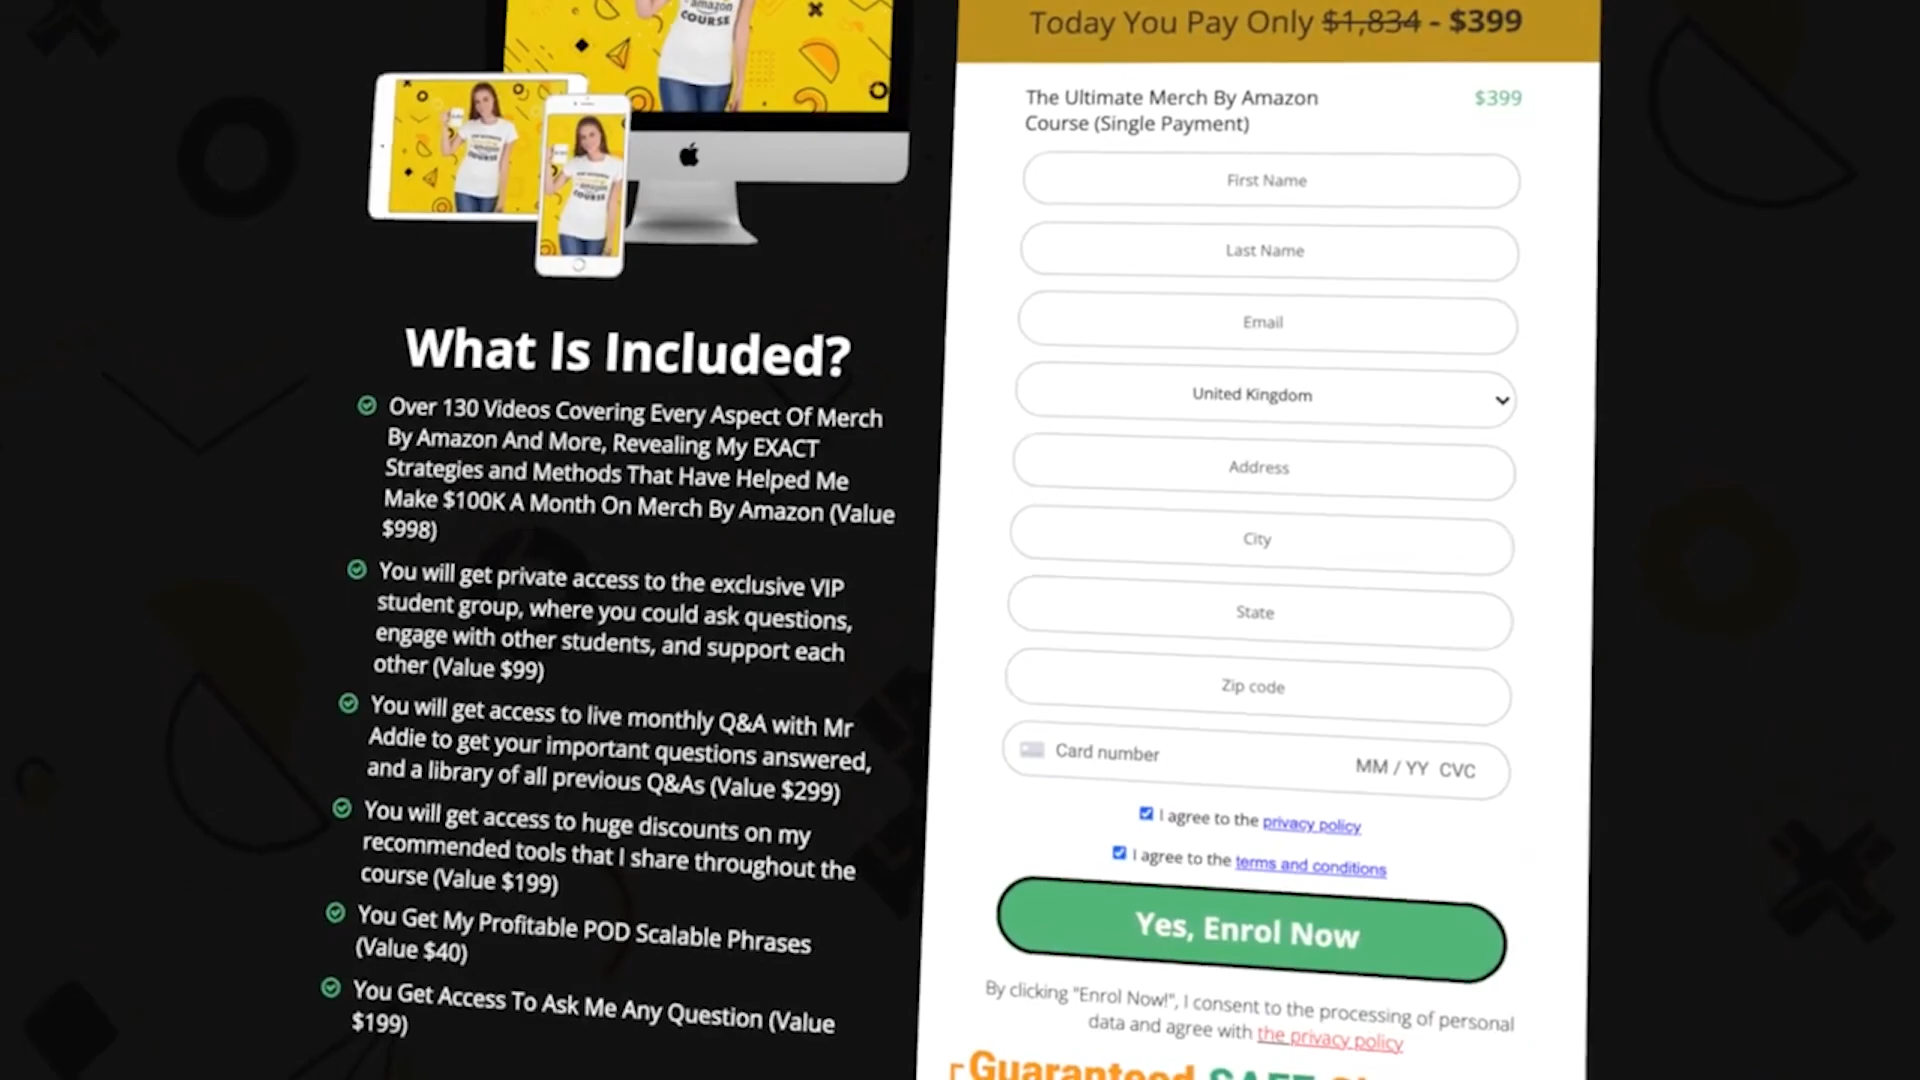 amazon
COURSE
amazon
COURSE
amazon
COURSE
What Is Included?
Over 130 Videos Covering Every Aspect Of Merch
By Amazon And More, Revealing My EXACT
Strategies and Methods That Have Helped Me
Make $100K A Month On Merch By Amazon (Value
$998)
You will get private access to the exclusive VIP
student group, where you could ask questions,
engage with other students, and support each
other (Value $99)
You will get access to live monthly Q&A with Mr
Addie to get your important questions answered,
and a library of all previous Q&As (Value $299)
You will get access to huge discounts on my
recommended tools that I share throughout the
course (Value $199)
You Get My Profitable POD Scalable Phrases
(Value $40)
You Get Access To Ask Me Any Question (Value
$199)
Today You Pay Only $1,834 - $399
The Ultimate Merch By Amazon $399
Course (Single Payment)
First Name
Last Name
Email
United Kingdom
Address
City
State
Zip code
Card number MM / YY CVC
I agree to the privacy policy
I agree to the terms and conditions
Yes, Enrol Now
By clicking "Enrol Now!", I consent to the processing of personal
data and agree with the privacy policy
Guaranteed SAFE